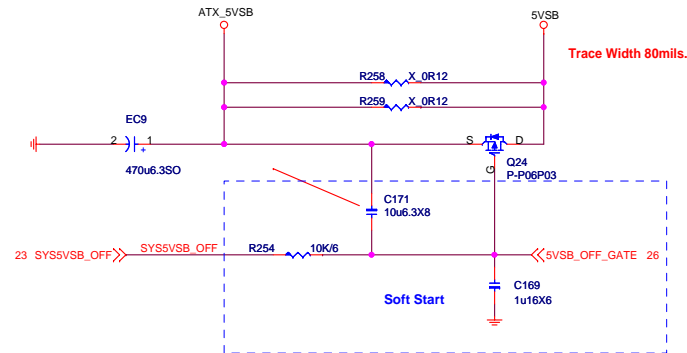 ATX_5VSB
5VSB
Trace Width 80mils.
R258 X_0R12
R259 X_0R12
EC9
2 1
+
470u6.3SO
S D
G
Q24
P-P06P03
C171
10u6.3X8
23 SYS5VSB_OFF
SYS5VSB_OFF
R254 10K/6
5VSB_OFF_GATE 26
C169
1u16X6
Soft Start